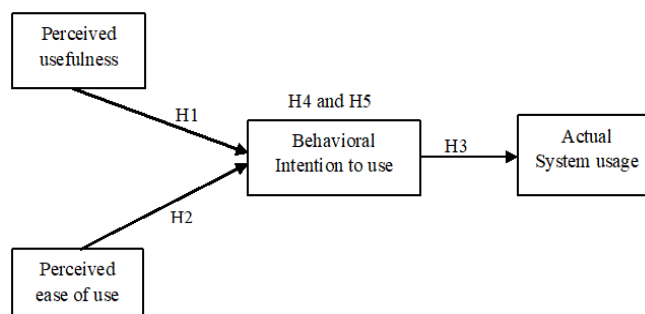 Perceived
usefulness
H1
H4 and H5
Behavioral
Intention to use
H3
Actual
System usage
H2
Perceived
ease of use